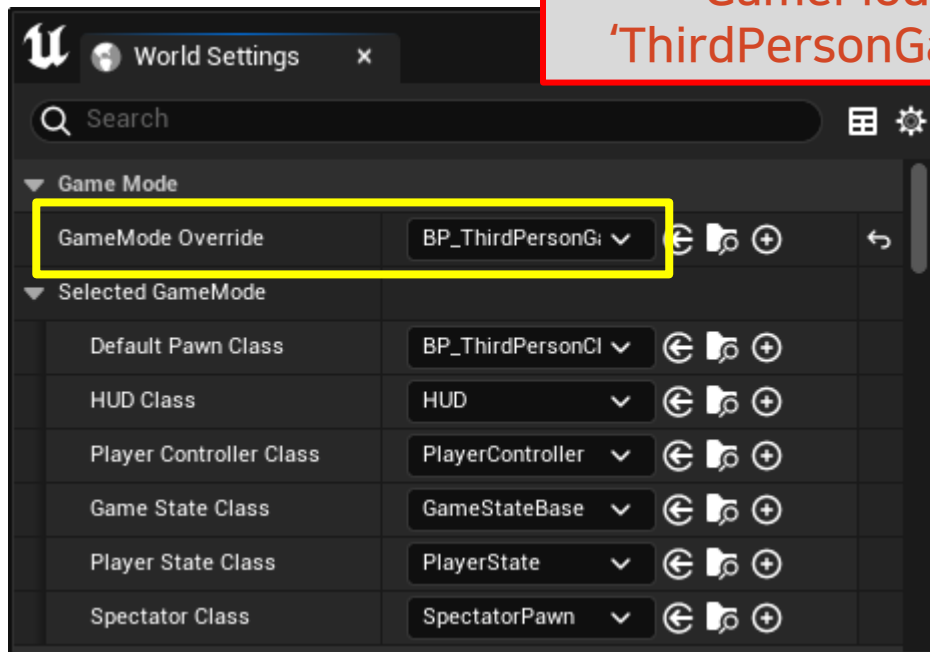 'ThirdPersonGa
World Settings
Search
Game Mode
GameMode Override BP_ThirdPersonG
Selected GameMode
Default Pawn Class BP_ThirdPersonCl
HUD Class HUD
Player Controller Class PlayerController
Game State Class GameStateBase
Player State Class PlayerState
Spectator Class SpectatorPawn